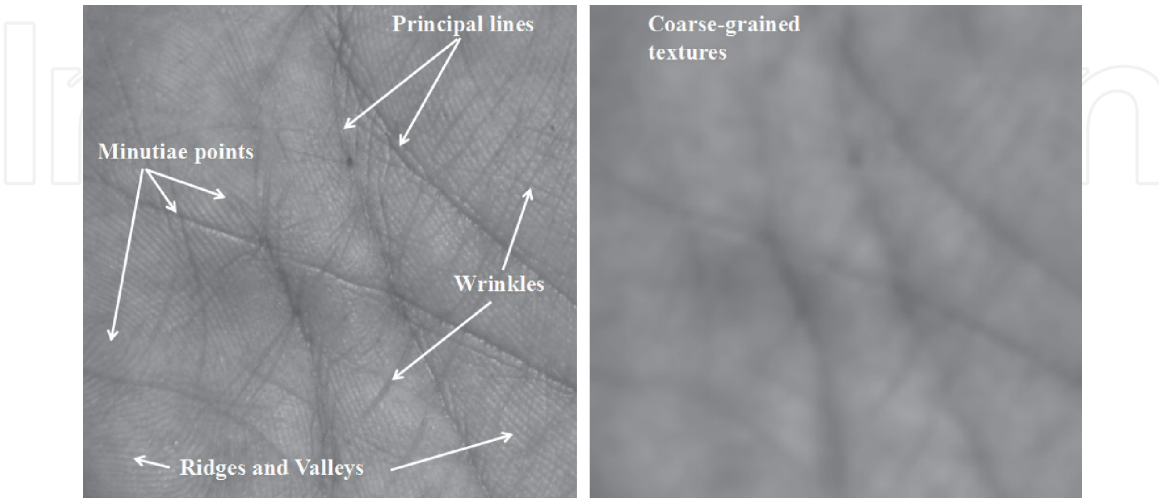 Principal lines
Minutiae points
Wrinkles
Ridges and Valleys
Coarse-grained
textures